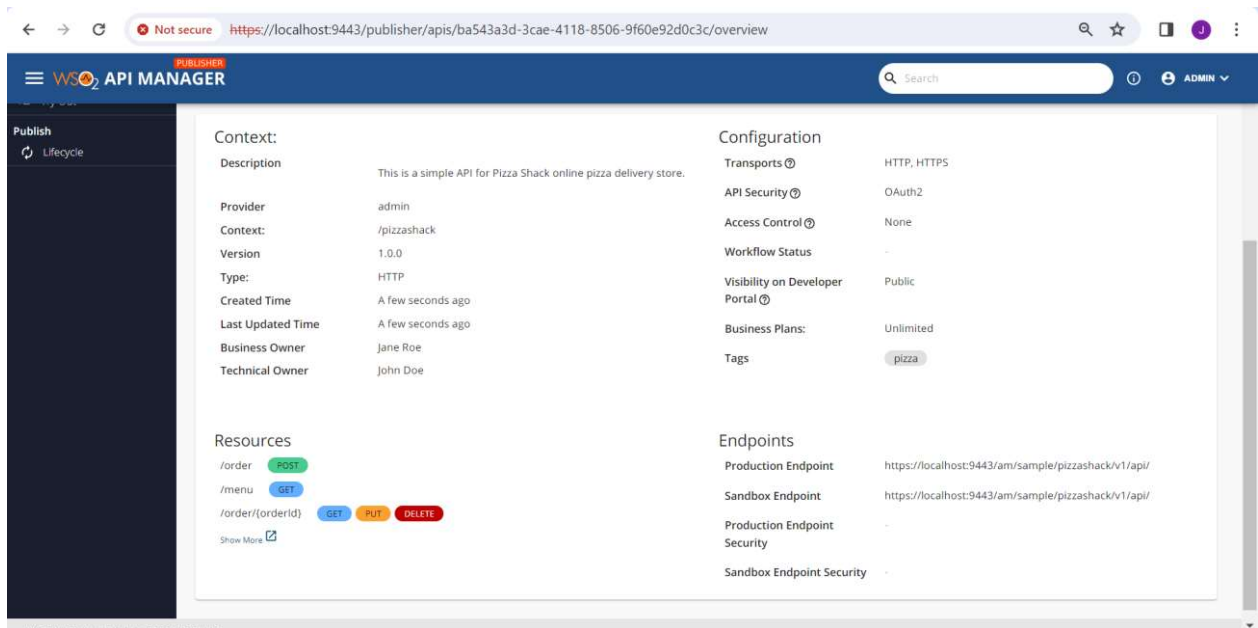 Not secure https://localhost:9443/publisher/apis/ba543a3d-3cae-4118-8506-9f60e92d0c3c/overview
J
PUBLISHER
WSO2 API MANAGER
Search
ADMIN
Publish
Lifecycle
Context:
Description
This is a simple API for Pizza Shack online pizza delivery store.
Provider admin
Context: /pizzashack
Version 1.0.0
Type: HTTP
Created Time A few seconds ago
Last Updated Time A few seconds ago
Business Owner Jane Roe
Technical Owner John Doe
Configuration
Transports HTTP, HTTPS
API Security OAuth2
Access Control None
Workflow Status -
Visibility on Developer Public
Portal
Business Plans: Unlimited
Tags pizza
Resources
/order POST
/menu GET
/order/{orderId} GET PUT DELETE
Show More
Endpoints
Production Endpoint https://localhost:9443/am/sample/pizzashack/v1/api/
Sandbox Endpoint https://localhost:9443/am/sample/pizzashack/v1/api/
Production Endpoint -
Security
Sandbox Endpoint Security -